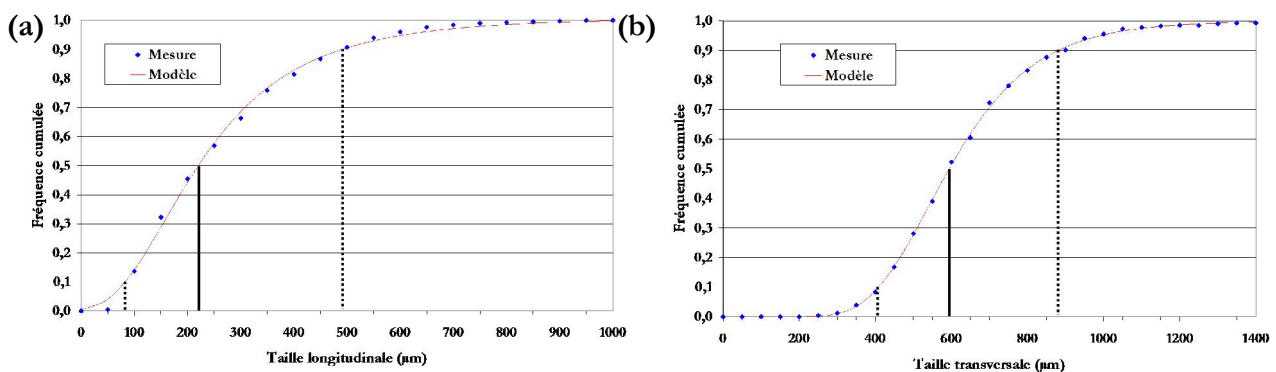 (a)
Fréquence cumulée
1,0
0,9
0,8
0,7
0,6
0,5
0,4
0,3
0,2
0,1
0,0
Mesure
Modèle
0 100 200 300 400 500 600 700 800 900 1000
Taille longitudinale (µm)
(b)
Fréquence cumulée
1,0
0,9
0,8
0,7
0,6
0,5
0,4
0,3
0,2
0,1
0,0
Mesure
Modèle
0 200 400 600 800 1000 1200 1400
Taille transversale (µm)